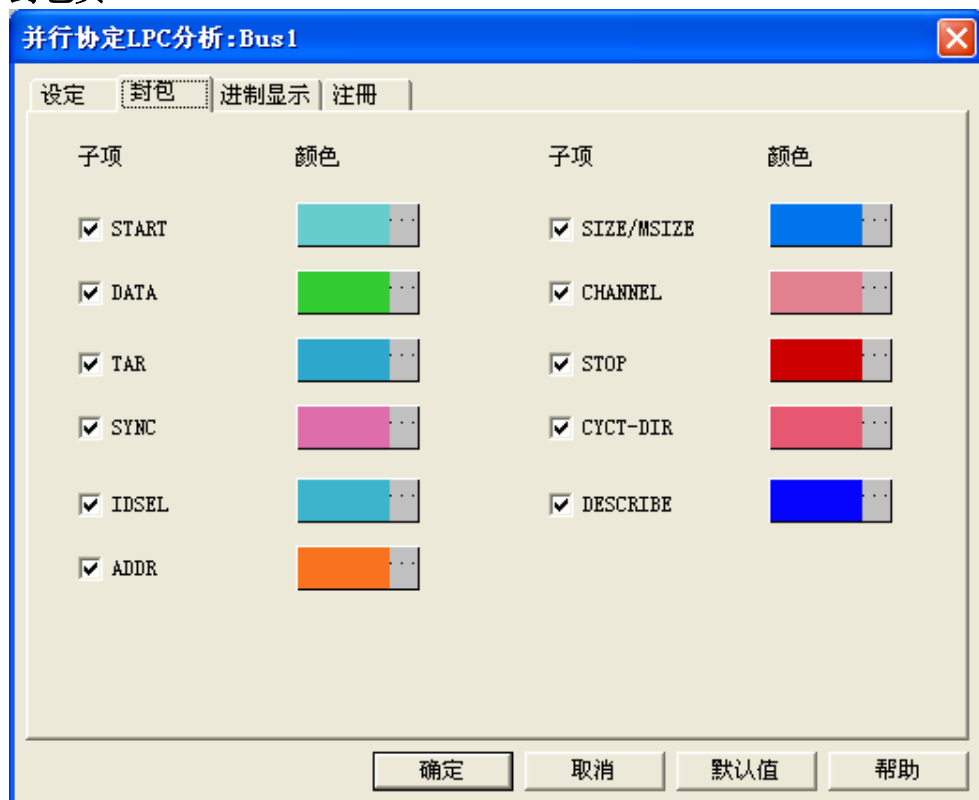 并行协定LPC分析:Bus1
设定 封包 进制显示 注册
子项 颜色 子项 颜色
START ... SIZE/MSIZE ...
DATA ... CHANNEL ...
TAR ... STOP ...
SYNC ... CYCT-DIR ...
IDSEL ... DESCRIBE ...
ADDR ...
确定 取消 默认值 帮助